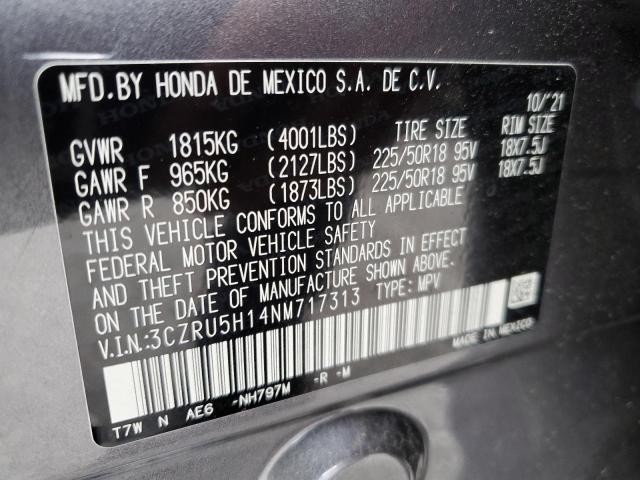 MFD.BY HONDA DE MEXICO S.A. DE C.V.
10/'21
GVWR 1815KG (4001LBS) TIRE SIZE RIM SIZE
GAWR F 965KG (2127LBS) 225/50R18 95V 18X7.5J
GAWR R 850KG (1873LBS) 225/50R18 95V 18X7.5J
THIS VEHICLE CONFORMS TO ALL APPLICABLE
FEDERAL MOTOR VEHICLE SAFETY
AND THEFT PREVENTION STANDARDS IN EFFECT
ON THE DATE OF MANUFACTURE SHOWN ABOVE.
V.I.N.:3CZRU5H14NM717313 TYPE: MPV
MADE IN MEXICO
T7W N AE6 -NH797M -R -M